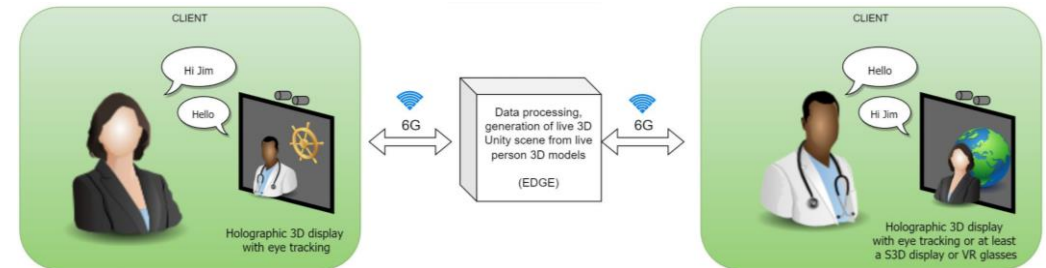 CLIENT
Hi Jim
Hello
Holographic 3D display
with eye tracking
6G
Data processing,
generation of live 3D
Unity scene from live
person 3D models
(EDGE)
6G
CLIENT
Hello
Hi Jim
Holographic 3D display
with eye tracking or at least
a S3D display or VR glasses